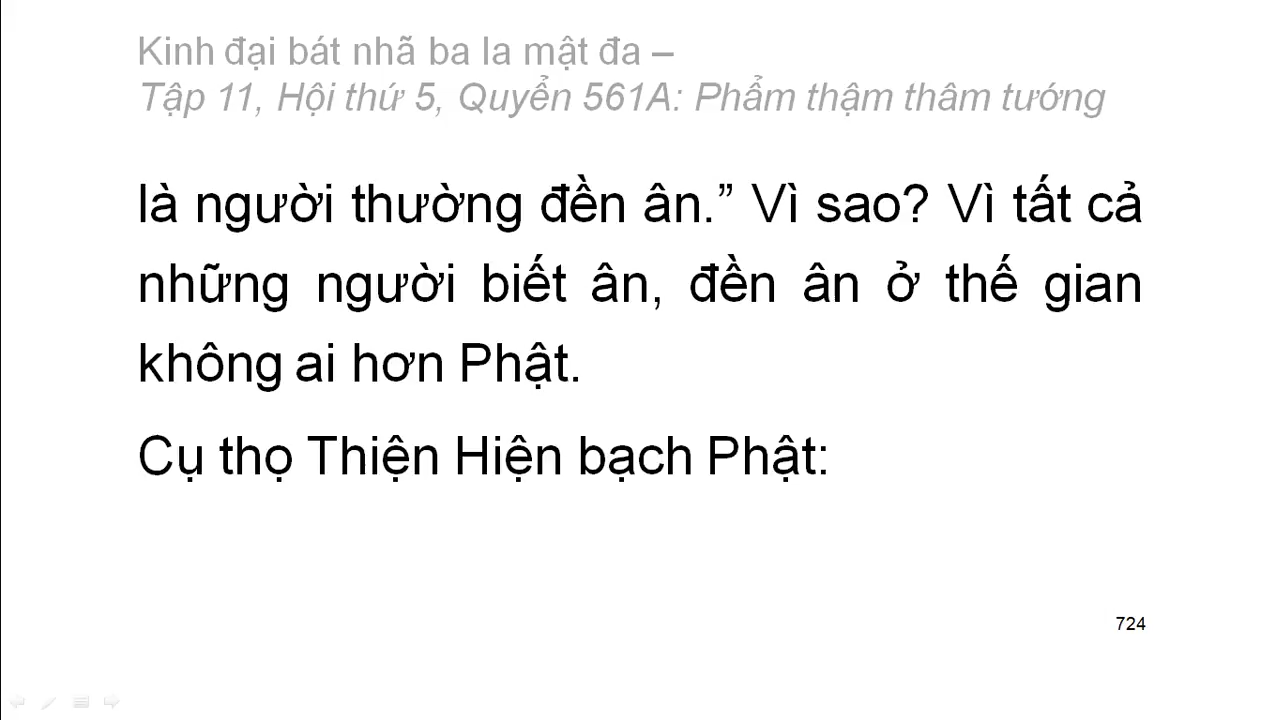 Kinh đại bát nhã ba la mật đa –
Tập 11, Hội thứ 5, Quyển 561A: Phẩm thậm thâm tướng
là người thường đền ân.” Vì sao? Vì tất cả
những người biết ân, đền ân ở thế gian
không ai hơn Phật.
Cụ thọ Thiện Hiện bạch Phật:
724